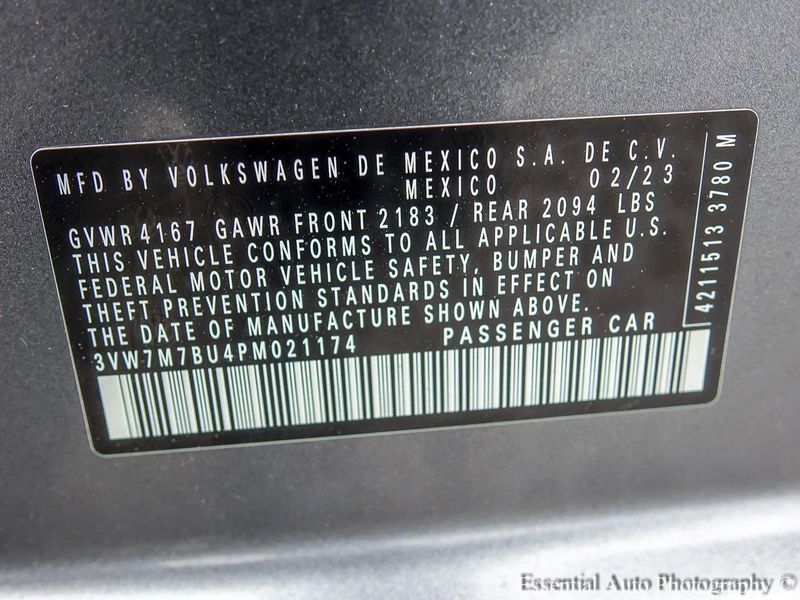 MFD BY VOLKSWAGEN DE MEXICO S.A. DE C.V.
MEXICO 02/23
GVWR 4167 GAWR FRONT 2183 / REAR 2094 LBS
THIS VEHICLE CONFORMS TO ALL APPLICABLE U.S.
FEDERAL MOTOR VEHICLE SAFETY, BUMPER AND
THEFT PREVENTION STANDARDS IN EFFECT ON
THE DATE OF MANUFACTURE SHOWN ABOVE.
3VW7M7BU4PM021174 PASSENGER CAR
4211513 3780 M
Essential Auto Photography ©